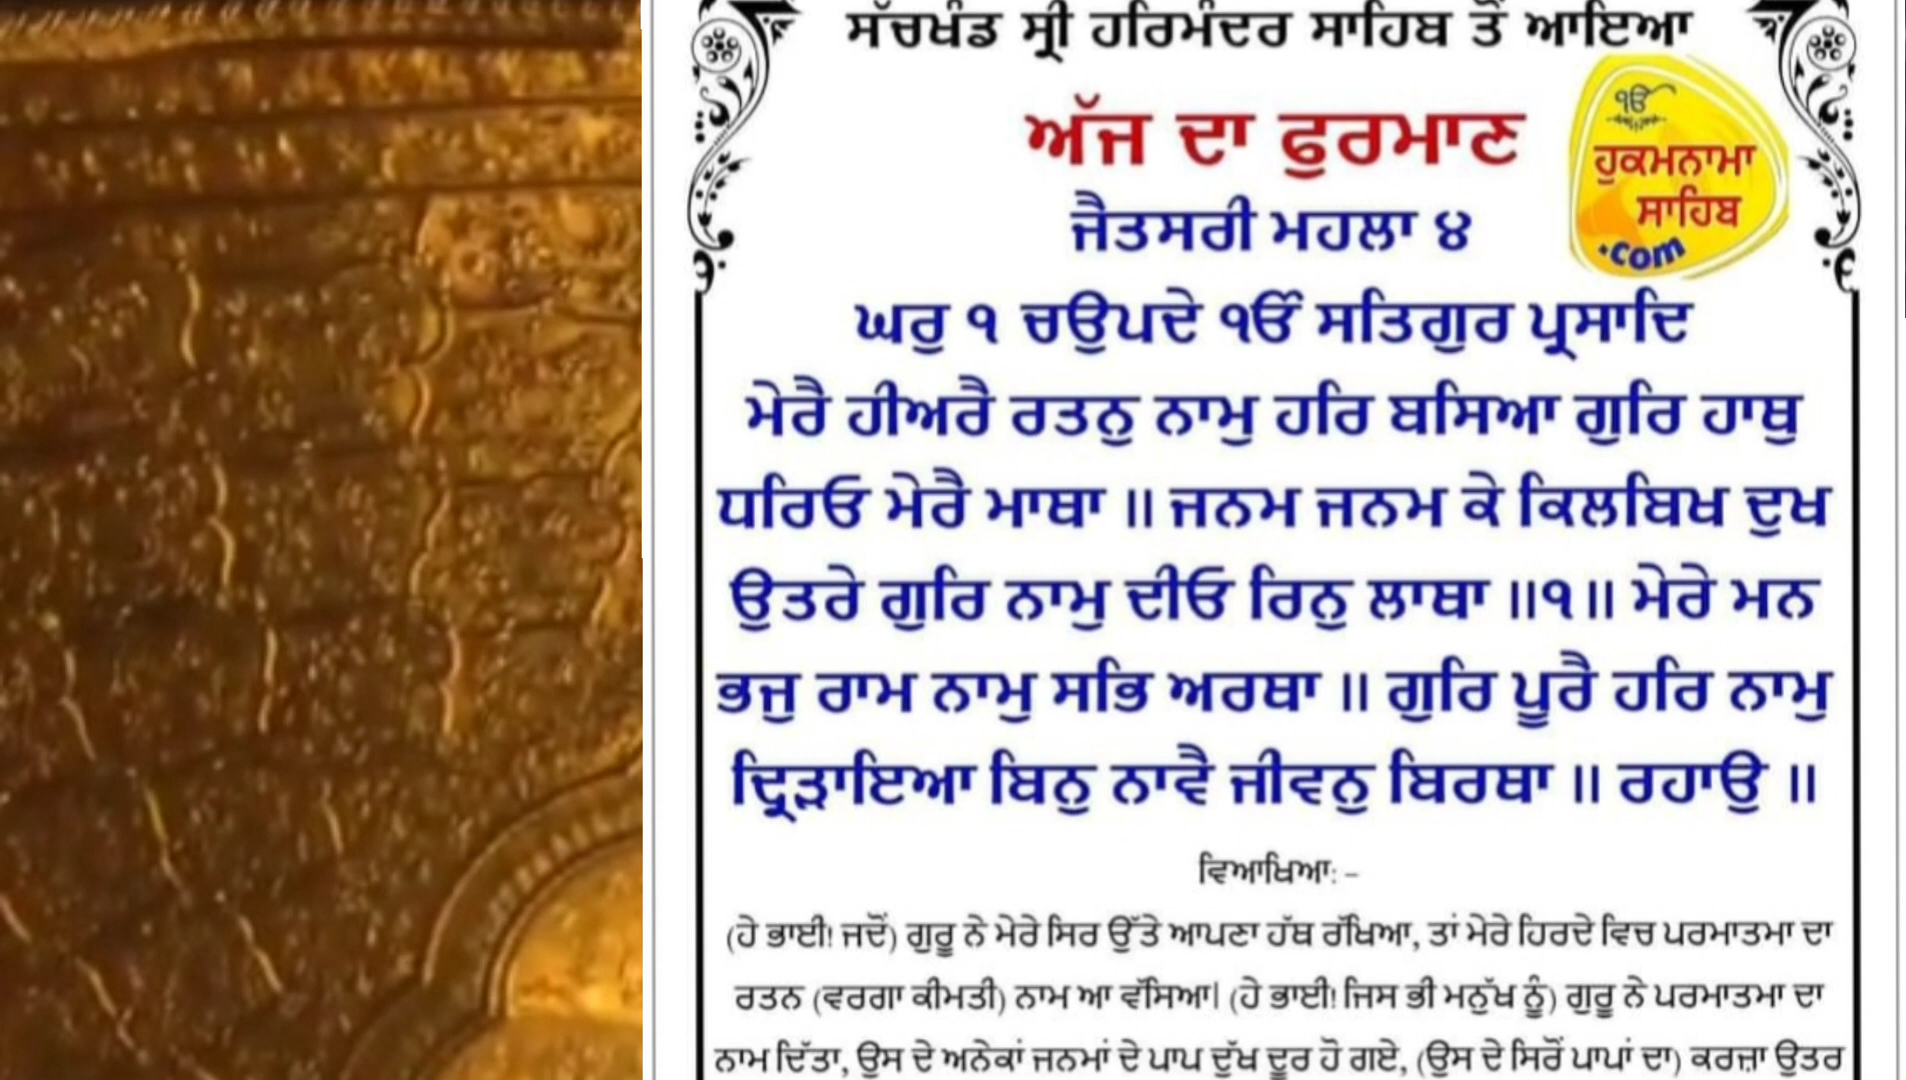 ਸੱਚਖੰਡ ਸ੍ਰੀ ਹਰਿਮੰਦਰ ਸਾਹਿਬ ਤੋਂ ਆਇਆ
ਅੱਜ ਦਾ ਫੁਰਮਾਣ
ੴ
ਹੁਕਮਨਾਮਾ
ਸਾਹਿਬ
.com
ਜੈਤਸਰੀ ਮਹਲਾ ੪
ਘਰੁ ੧ ਚਉਪਦੇ ੴ ਸਤਿਗੁਰ ਪ੍ਰਸਾਦਿ
ਮੇਰੈ ਹੀਅਰੈ ਰਤਨੁ ਨਾਮੁ ਹਰਿ ਬਸਿਆ ਗੁਰਿ ਹਾਥੁ
ਧਰਿਓ ਮੇਰੈ ਮਾਥਾ ॥ ਜਨਮ ਜਨਮ ਕੇ ਕਿਲਬਿਖ ਦੁਖ
ਉਤਰੇ ਗੁਰਿ ਨਾਮੁ ਦੀਓ ਰਿਨੁ ਲਾਥਾ ॥੧॥ ਮੇਰੇ ਮਨ
ਭਜੁ ਰਾਮ ਨਾਮੁ ਸਭਿ ਅਰਥਾ ॥ ਗੁਰਿ ਪੂਰੈ ਹਰਿ ਨਾਮੁ
ਦ੍ਰਿੜਾਇਆ ਬਿਨੁ ਨਾਵੈ ਜੀਵਨੁ ਬਿਰਥਾ ॥ ਰਹਾਉ ॥
ਵਿਆਖਿਆ: –
(ਹੇ ਭਾਈ! ਜਦੋਂ) ਗੁਰੂ ਨੇ ਮੇਰੇ ਸਿਰ ਉੱਤੇ ਆਪਣਾ ਹੱਥ ਰੱਖਿਆ, ਤਾਂ ਮੇਰੇ ਹਿਰਦੇ ਵਿਚ ਪਰਮਾਤਮਾ ਦਾ
ਰਤਨ (ਵਰਗਾ ਕੀਮਤੀ) ਨਾਮ ਆ ਵੱਸਿਆ। (ਹੇ ਭਾਈ! ਜਿਸ ਭੀ ਮਨੁੱਖ ਨੂੰ) ਗੁਰੂ ਨੇ ਪਰਮਾਤਮਾ ਦਾ
ਨਾਮ ਦਿੱਤਾ, ਉਸ ਦੇ ਅਨੇਕਾਂ ਜਨਮਾਂ ਦੇ ਪਾਪ ਦੁੱਖ ਦੂਰ ਹੋ ਗਏ, (ਉਸ ਦੇ ਸਿਰੋਂ ਪਾਪਾਂ ਦਾ) ਕਰਜ਼ਾ ਉਤਰ